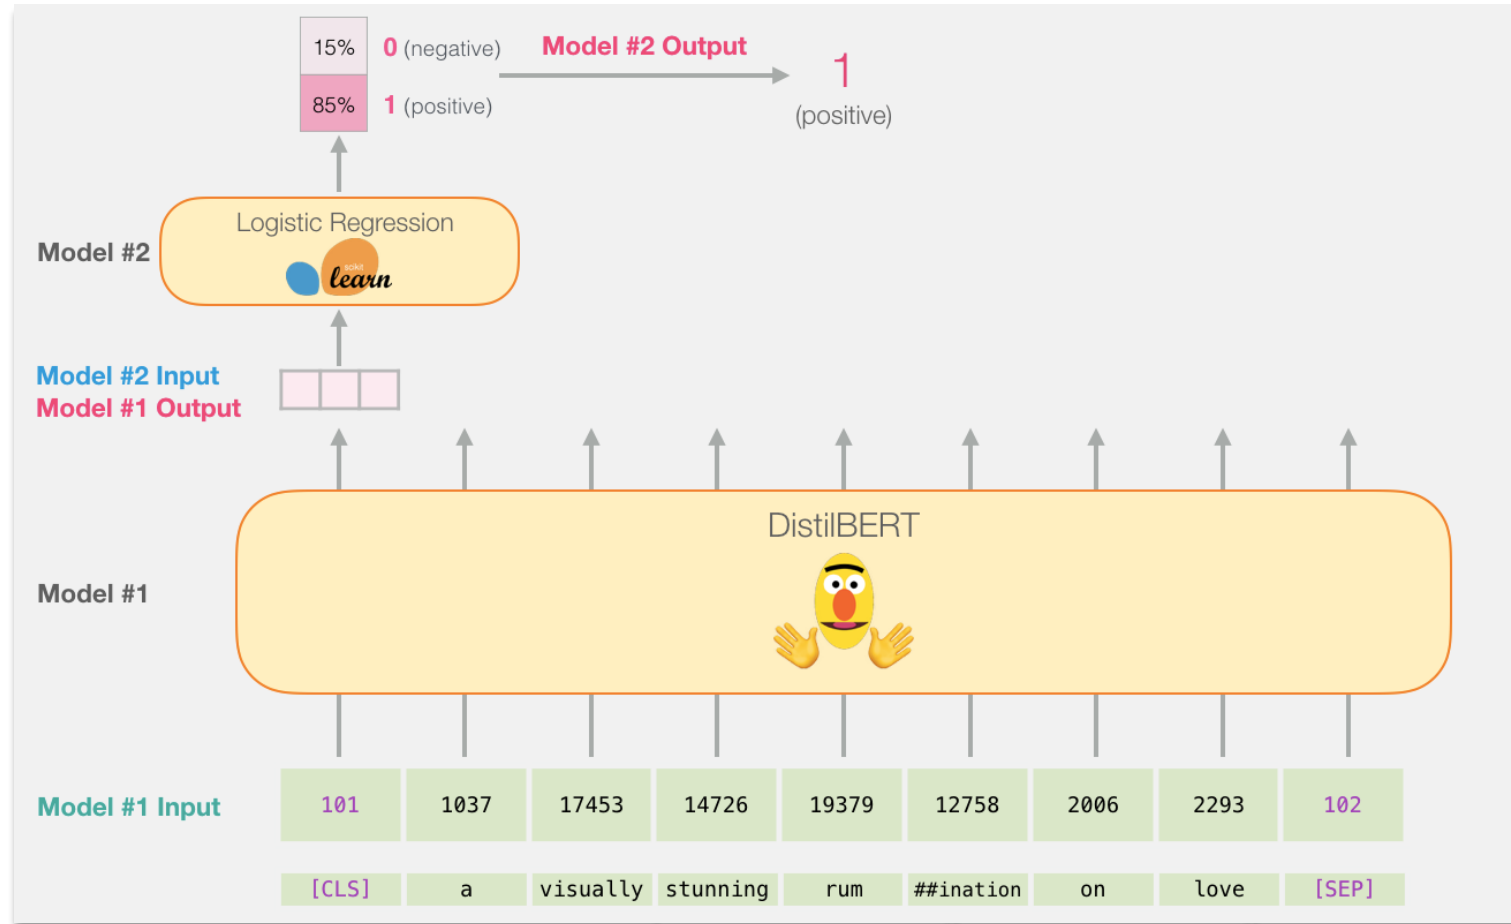 15% 0 (negative) Model #2 Output 1
85% 1 (positive) (positive)
Logistic Regression
Model #2
scikit
learn
Model #2 Input
Model #1 Output
DistilBERT
Model #1
Model #1 Input 101 1037 17453 14726 19379 12758 2006 2293 102
[CLS] a visually stunning rum ##ination on love [SEP]